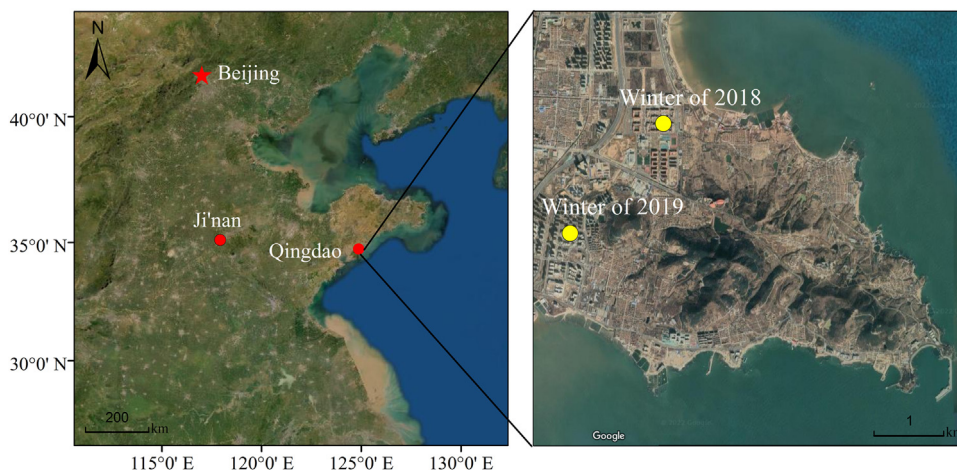 N
Beijing
40°0' N
Ji'nan
35°0' N
Qingdao
30°0' N
200
km
115°0' E 120°0' E 125°0' E 130°0' E
Winter of 2018
Winter of 2019
Google
1
km